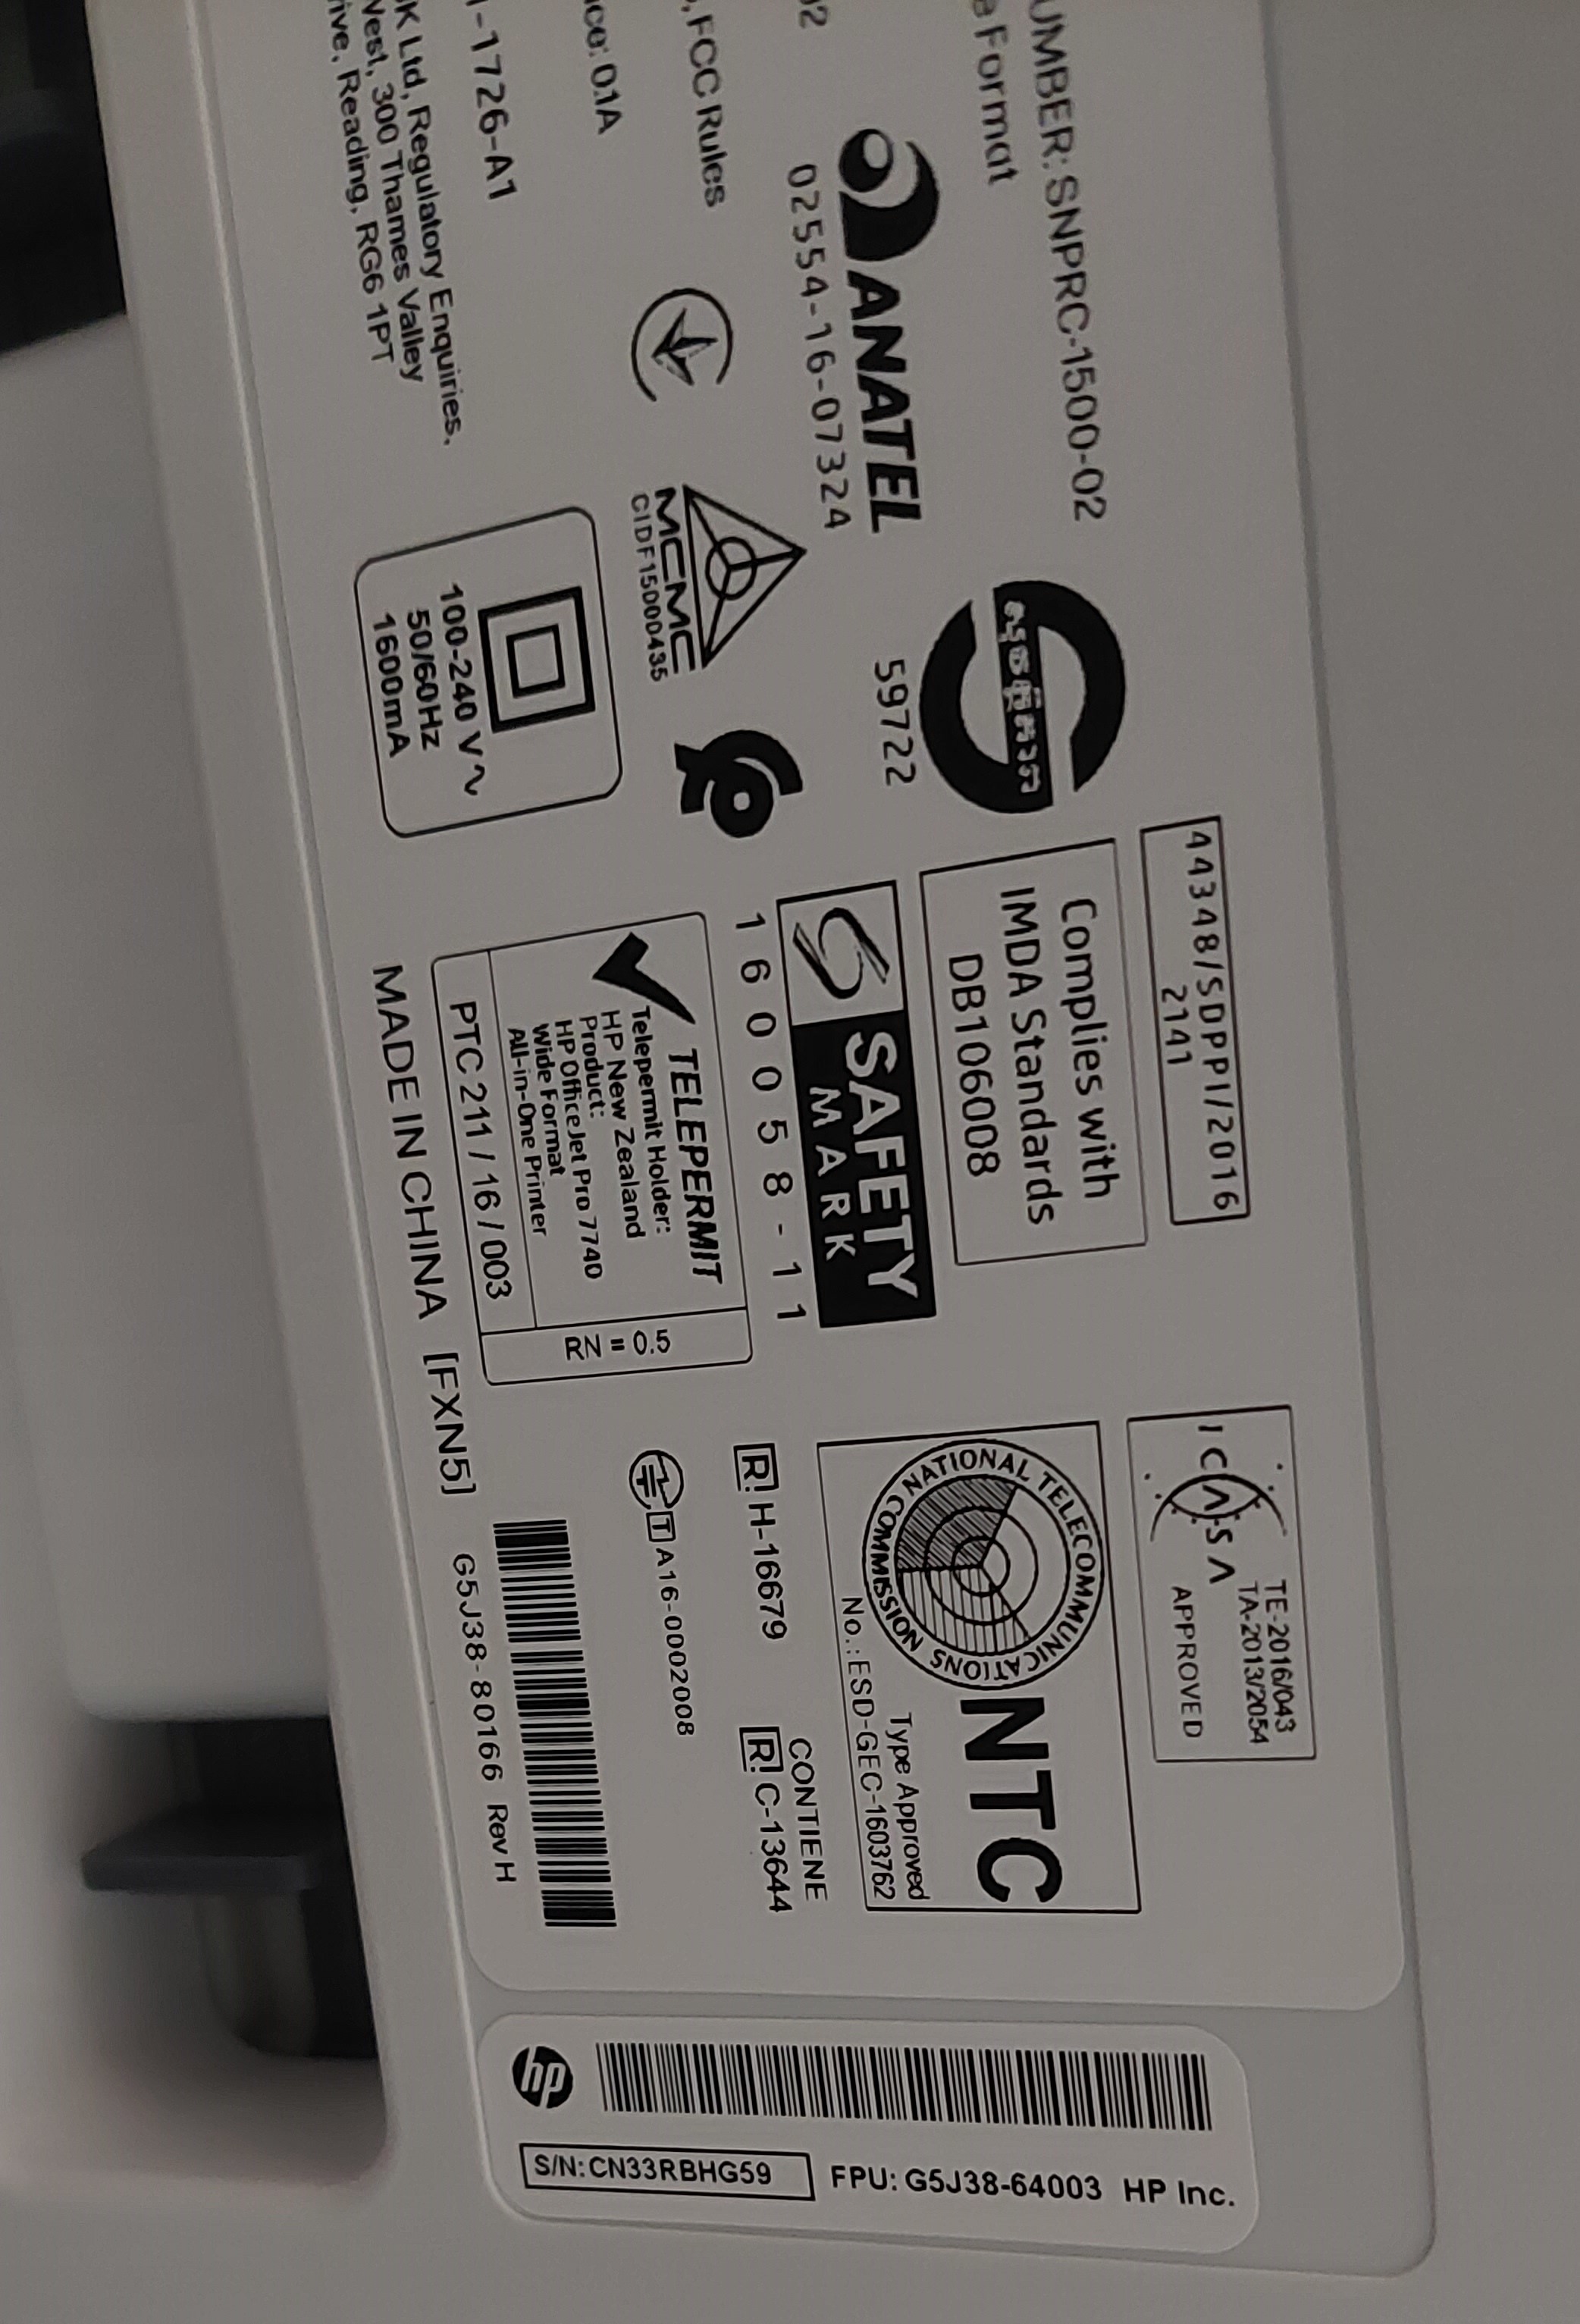 UMBER: SNPRC-1500-02
e Format
02
, FCC Rules
nce: 0.1A
1-1726-A1
K Ltd, Regulatory Enquiries,
West, 300 Thames Valley
rive, Reading, RG6 1PT
ANATEL
02554-16-07324
59722
MCMC
CIDF15000435
100-240 V~
50/60Hz
1600mA
44348/SDPPI/2016
2141
Complies with
IMDA Standards
DB106008
SAFETY
MARK
160058-11
TELEPERMIT
Telepermit Holder:
HP New Zealand
Product:
HP OfficeJet Pro 7740
Wide Format
All-in-One Printer
PTC 211 / 16 / 003
RN = 0.5
MADE IN CHINA [FXN5]
ICASA
TE-2016/043
TA-2013/2054
APPROVED
NATIONAL TELECOMMUNICATIONS COMMISSION
NTC
Type Approved
No.: ESD-GEC-1603762
R! H-16679
CONTIENE
R! C-13644
T A16-0002008
G5J38-80166 Rev H
hp
S/N: CN33RBHG59
FPU: G5J38-64003 HP Inc.